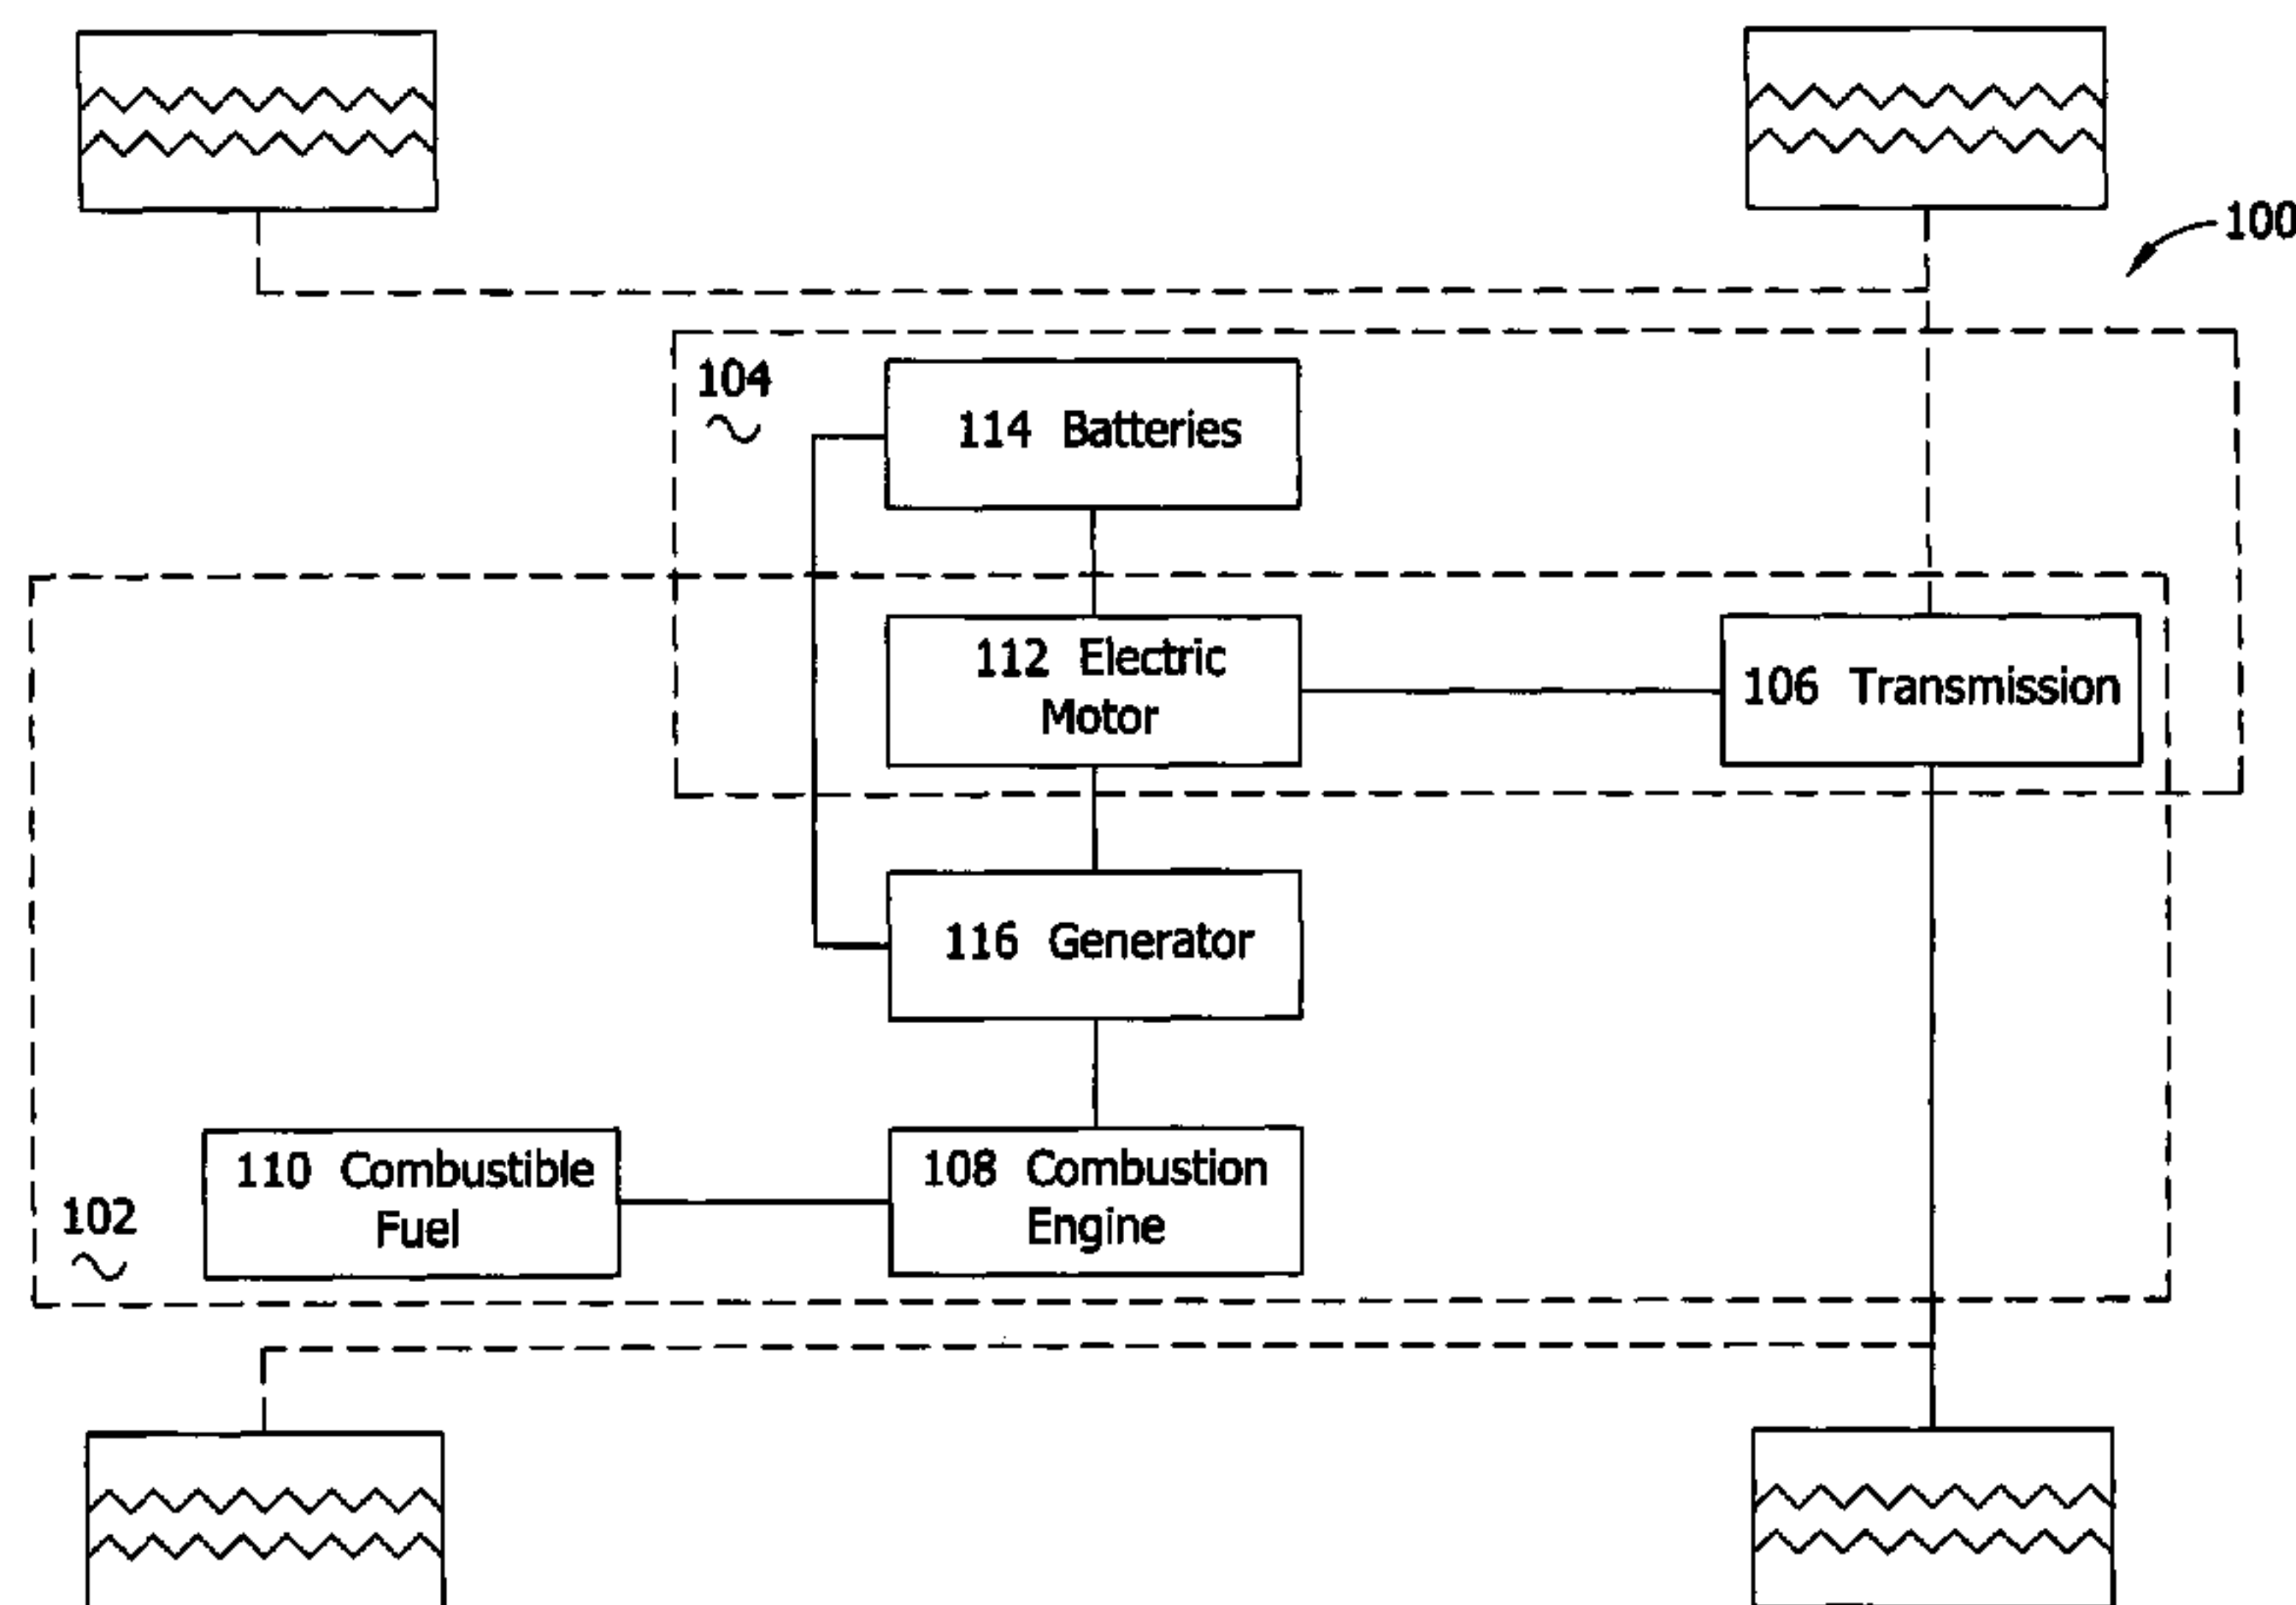 100
104
114 Batteries
112 Electric
Motor
106 Transmission
116 Generator
110 Combustible
Fuel
108 Combustion
Engine
102